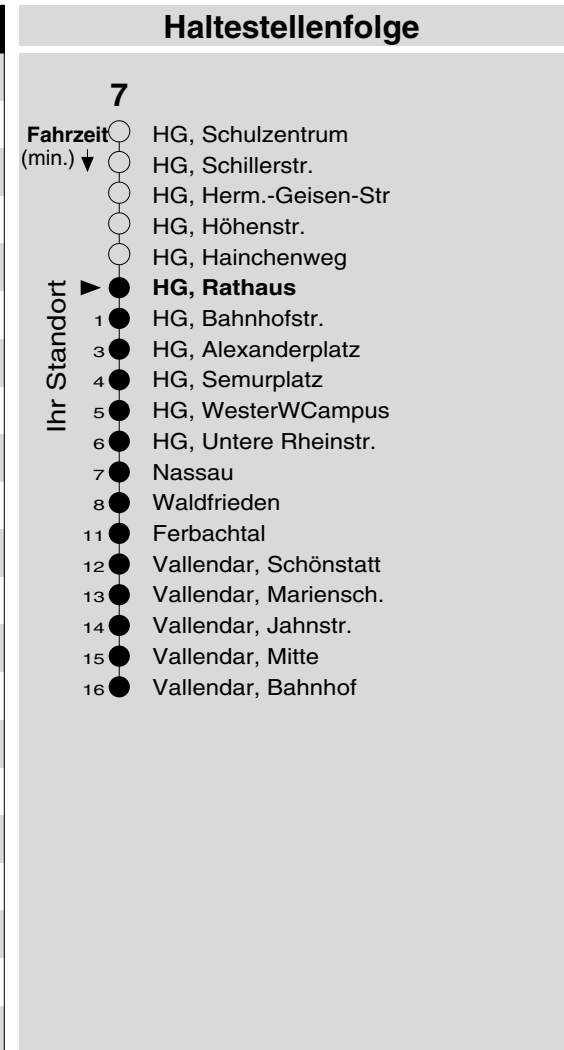 Haltestellenfolge
7
Fahrzeit
(min.)
HG, Schulzentrum
HG, Schillerstr.
HG, Herm.-Geisen-Str
HG, Höhenstr.
HG, Hainchenweg
Ihr Standort
HG, Rathaus
1 HG, Bahnhofstr.
3 HG, Alexanderplatz
4 HG, Semurplatz
5 HG, WesterWCampus
6 HG, Untere Rheinstr.
7 Nassau
8 Waldfrieden
11 Ferbachtal
12 Vallendar, Schönstatt
13 Vallendar, Mariensch.
14 Vallendar, Jahnstr.
15 Vallendar, Mitte
16 Vallendar, Bahnhof